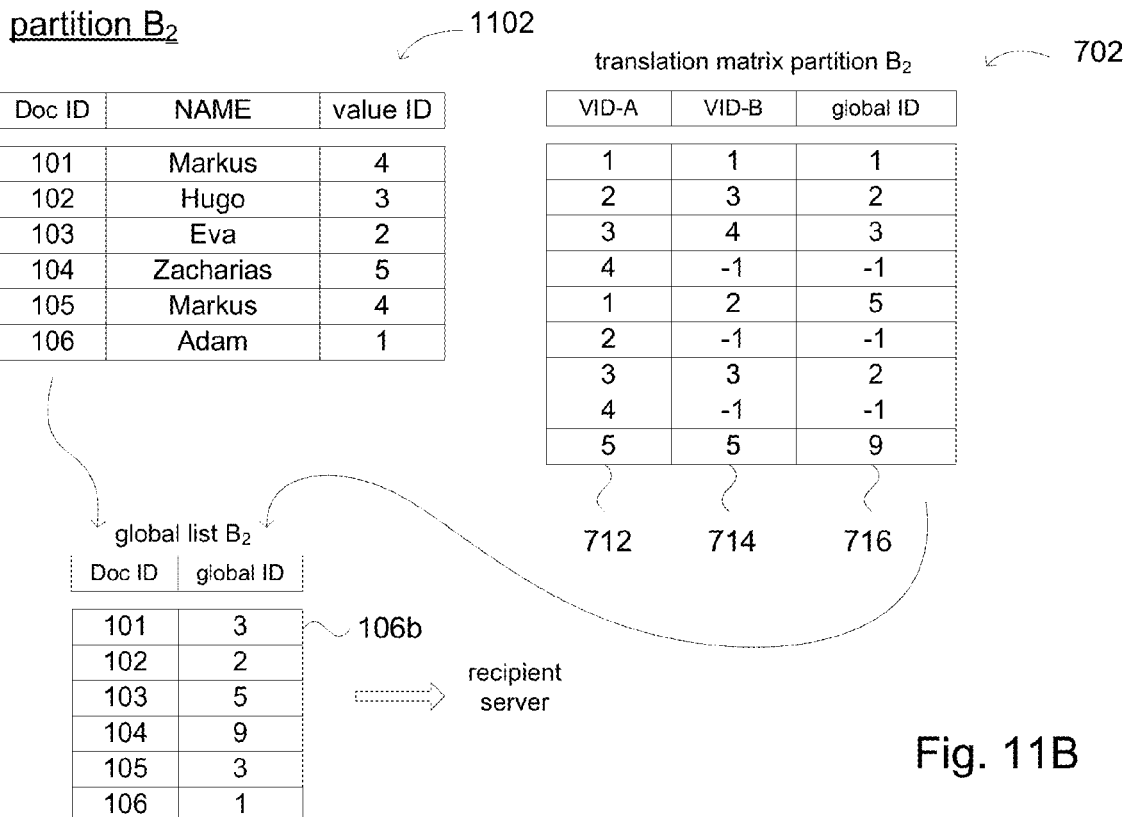 partition B2
1102
Doc ID NAME value ID
101 Markus 4
102 Hugo 3
103 Eva 2
104 Zacharias 5
105 Markus 4
106 Adam 1
translation matrix partition B2
702
VID-A VID-B global ID
1 1 1
2 3 2
3 4 3
4 -1 -1
1 2 5
2 -1 -1
3 3 2
4 -1 -1
5 5 9
712 714 716
global list B2
Doc ID global ID
101 3
102 2
103 5
104 9
105 3
106 1
106b
recipient
server
Fig. 11B